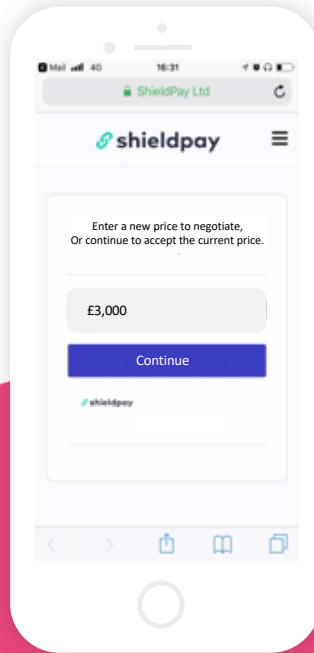 Mail 4G 16:31
ShieldPay Ltd
shieldpay
Enter a new price to negotiate,
Or continue to accept the current price.
£3,000
Continue
shieldpay